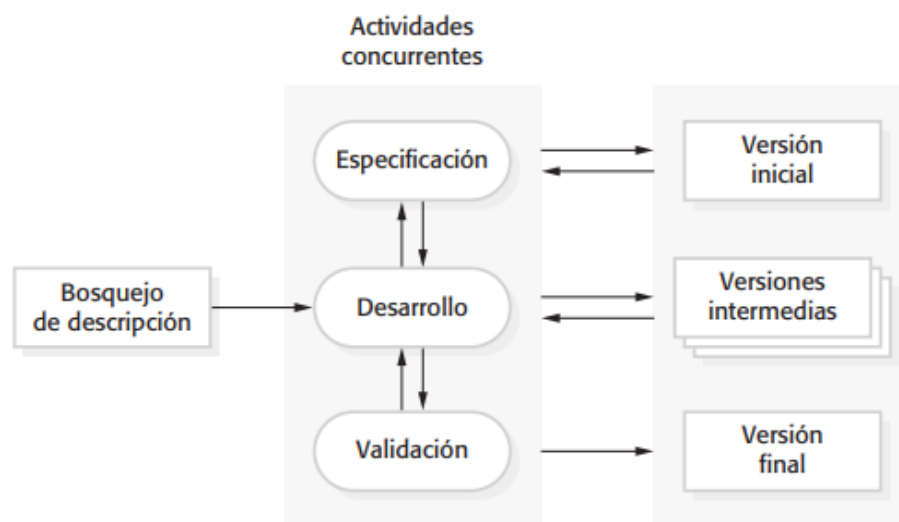 Actividades
concurrentes
Especificación
Versión
inicial
Bosquejo
de descripción
Desarrollo
Versiones
intermedias
Validación
Versión
final